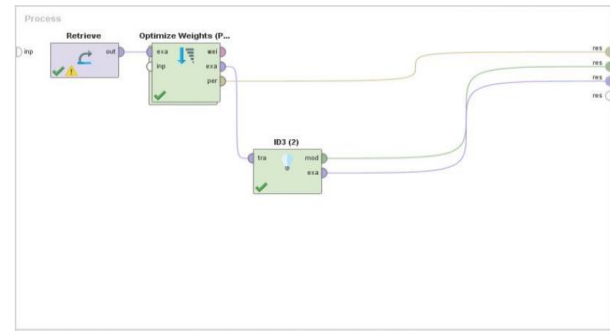 Process
Retrieve
Optimize Weights (P...
inp
out
exa
wei
res
inp
exa
res
per
res
res
ID3 (2)
tra
mod
exa